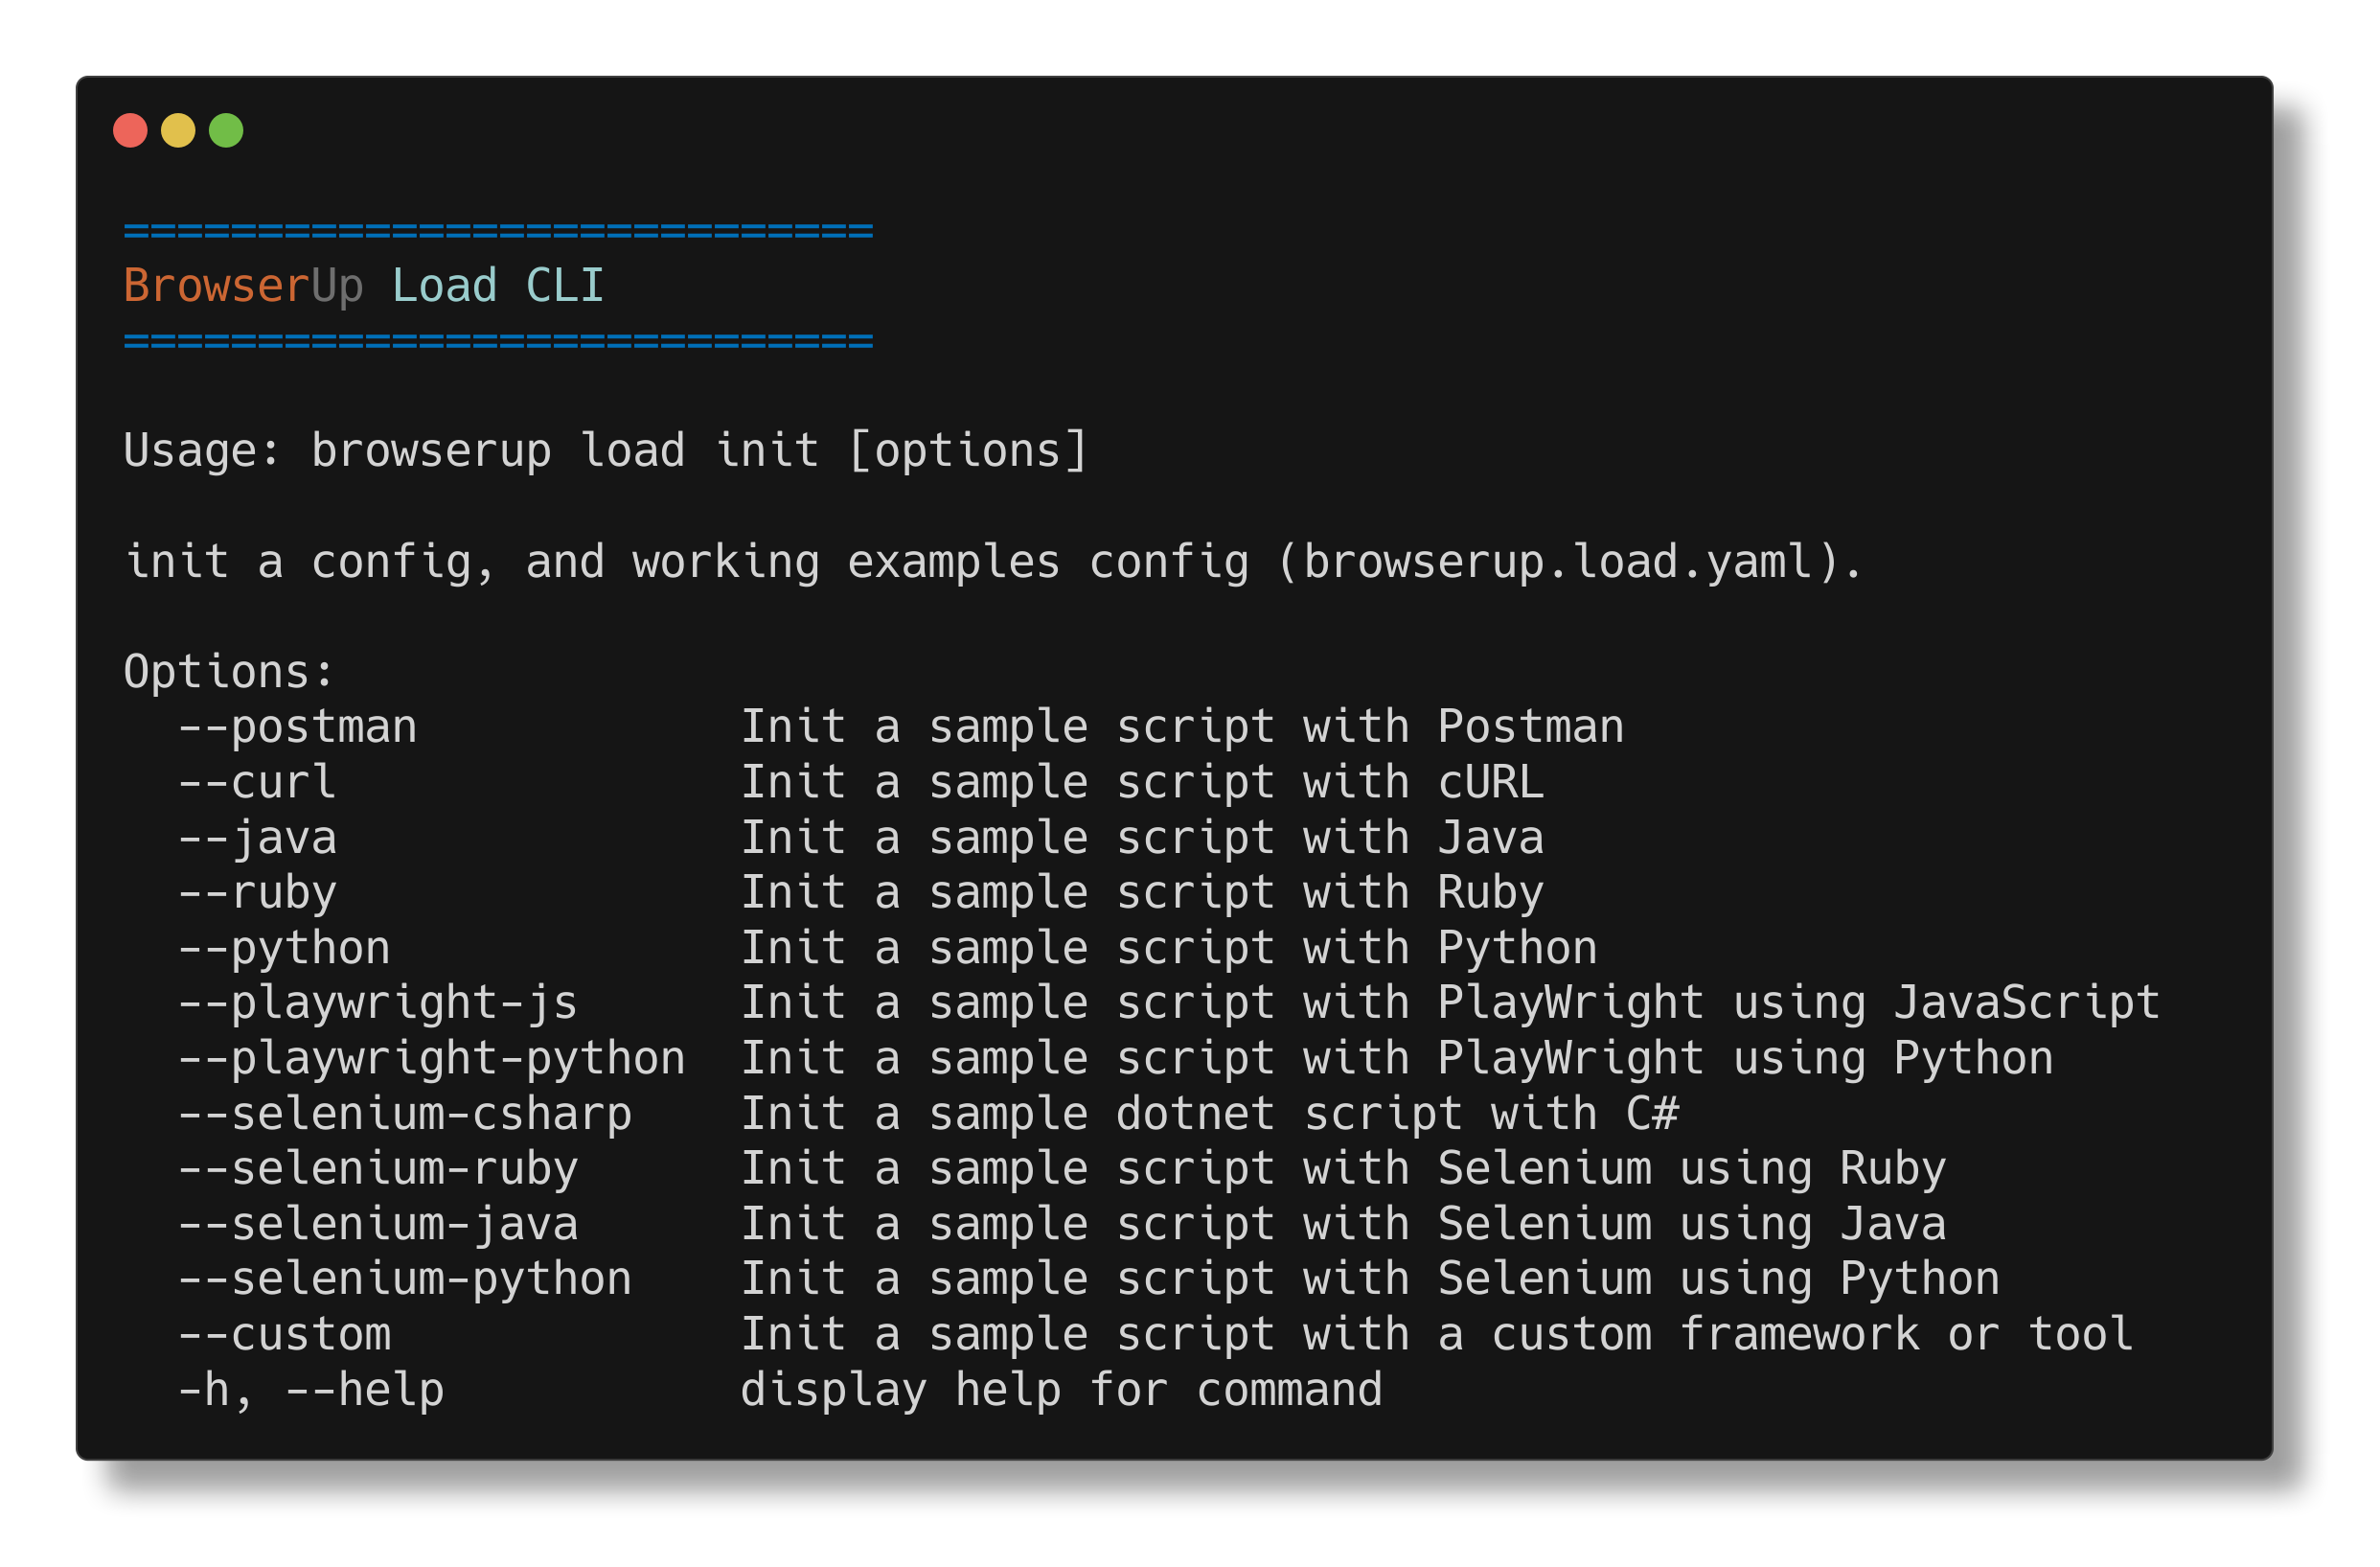 ============================
BrowserUp Load CLI
============================
Usage: browserup load init [options]
init a config, and working examples config (browserup.load.yaml).
Options:
  --postman            Init a sample script with Postman
  --curl               Init a sample script with cURL
  --java               Init a sample script with Java
  --ruby               Init a sample script with Ruby
  --python             Init a sample script with Python
  --playwright-js      Init a sample script with PlayWright using JavaScript
  --playwright-python  Init a sample script with PlayWright using Python
  --selenium-csharp    Init a sample dotnet script with C#
  --selenium-ruby      Init a sample script with Selenium using Ruby
  --selenium-java      Init a sample script with Selenium using Java
  --selenium-python    Init a sample script with Selenium using Python
  --custom             Init a sample script with a custom framework or tool
  -h, --help           display help for command